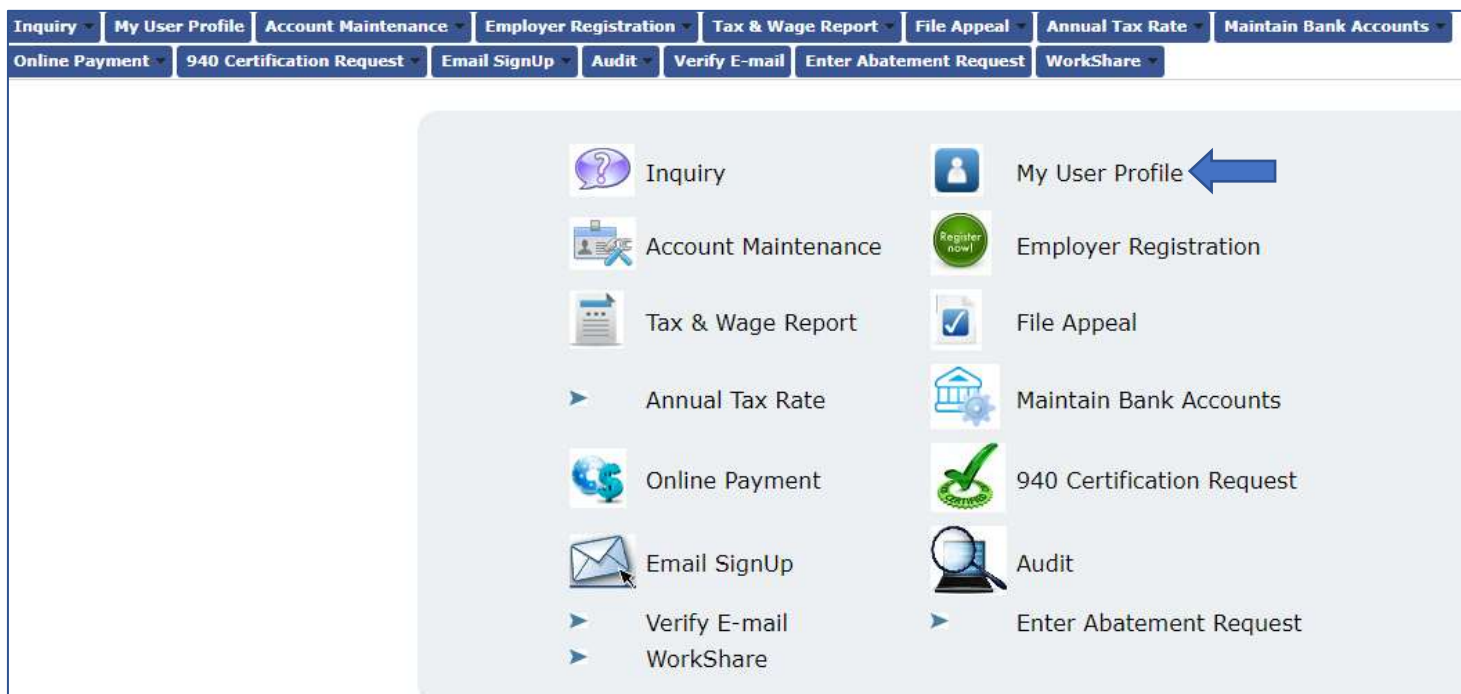 Inquiry My User Profile Account Maintenance Employer Registration Tax & Wage Report File Appeal Annual Tax Rate Maintain Bank Accounts
Online Payment 940 Certification Request Email SignUp Audit Verify E-mail Enter Abatement Request WorkShare
Inquiry My User Profile
Account Maintenance Register now! Employer Registration
Tax & Wage Report File Appeal
Annual Tax Rate Maintain Bank Accounts
Online Payment CERTIFIED 940 Certification Request
Email SignUp Audit
Verify E-mail Enter Abatement Request
WorkShare